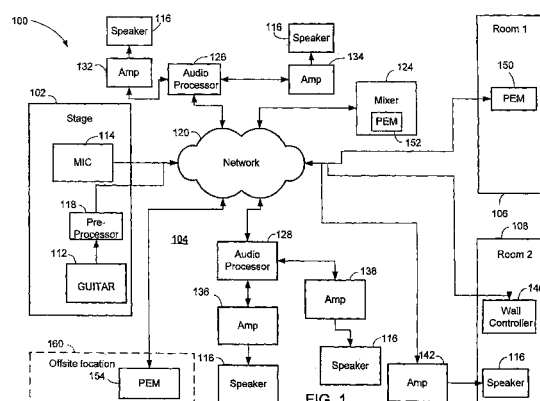 100
Speaker
116
132
Amp
126
Audio
Processor
116
Speaker
Amp
134
124
Mixer
PEM
152
Room 1
150
PEM
106
102
Stage
114
MIC
118
Pre-
Processor
112
GUITAR
120
Network
104
128
Audio
Processor
136
Amp
116
Speaker
138
Amp
116
Speaker
142
Amp
108
Room 2
Wall
Controller
116
Speaker
160
Offsite location
154
PEM
FIG. 1